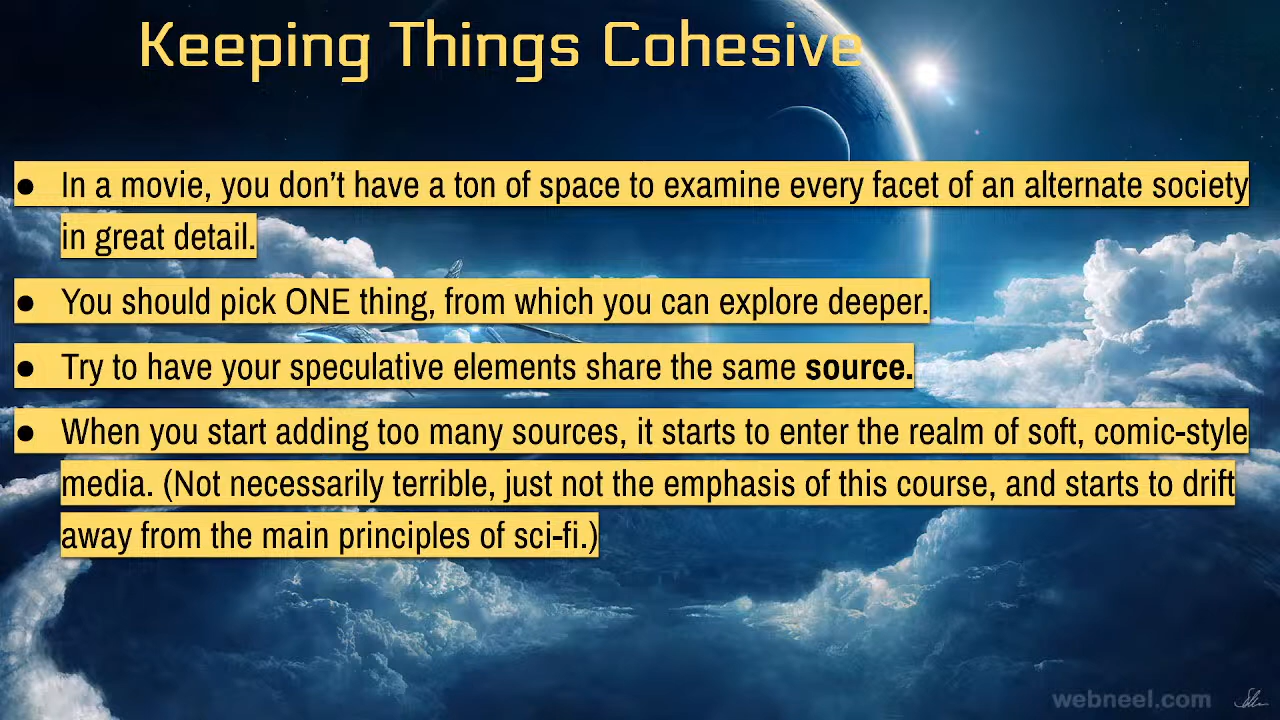 Keeping Things Cohesive
● In a movie, you don’t have a ton of space to examine every facet of an alternate society
in great detail.
● You should pick ONE thing, from which you can explore deeper.
● Try to have your speculative elements share the same source.
● When you start adding too many sources, it starts to enter the realm of soft, comic-style
media. (Not necessarily terrible, just not the emphasis of this course, and starts to drift
away from the main principles of sci-fi.)
webneel.com